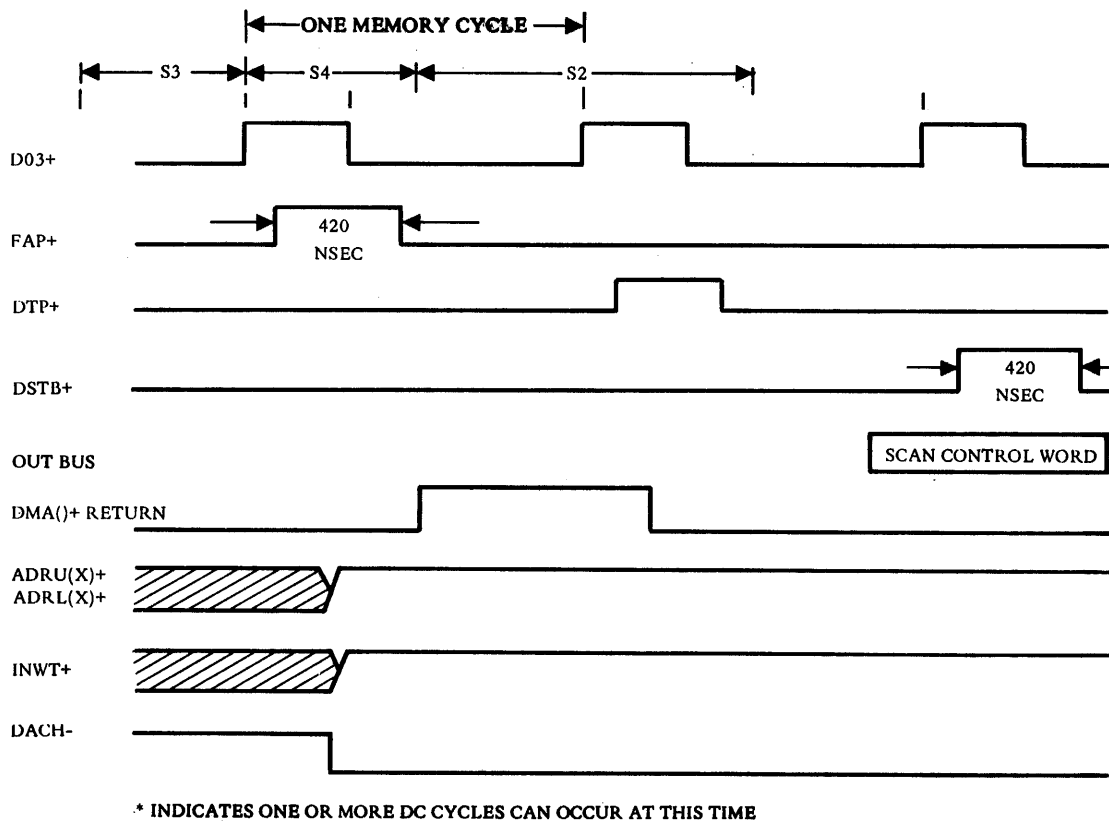 ONE MEMORY CYCLE
S3 S4 S2
D03+
FAP+
420
NSEC
DTP+
DSTB+
420
NSEC
OUT BUS
SCAN CONTROL WORD
DMA()+ RETURN
ADRU(X)+
ADRL(X)+
INWT+
DACH-
* INDICATES ONE OR MORE DC CYCLES CAN OCCUR AT THIS TIME